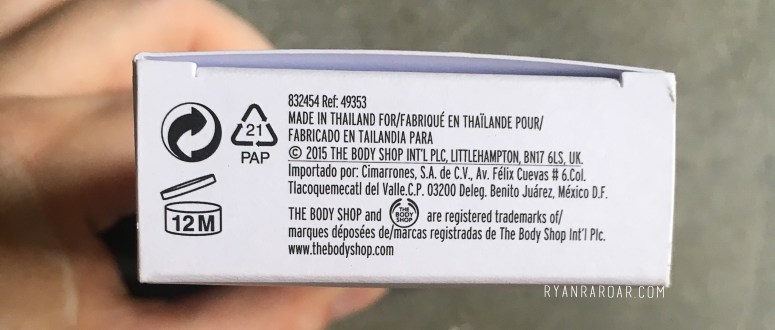 832454 Ref: 49353
MADE IN THAILAND FOR/FABRIQUÉ EN THAÏLANDE POUR/
FABRICADO EN TAILANDIA PARA
© 2015 THE BODY SHOP INT'L PLC, LITTLEHAMPTON, BN17 6LS, UK.
Importado por: Cimarrones, S.A. de C.V., Av. Félix Cuevas # 6.Col.
Tlacoquemecatl del Valle.C.P. 03200 Deleg. Benito Juárez, México D.F.
THE BODY SHOP and THE BODY SHOP are registered trademarks of/
marques déposées de/marcas registradas de The Body Shop Int'l Plc.
www.thebodyshop.com
21
PAP
12 M
RYANRAROAR.COM